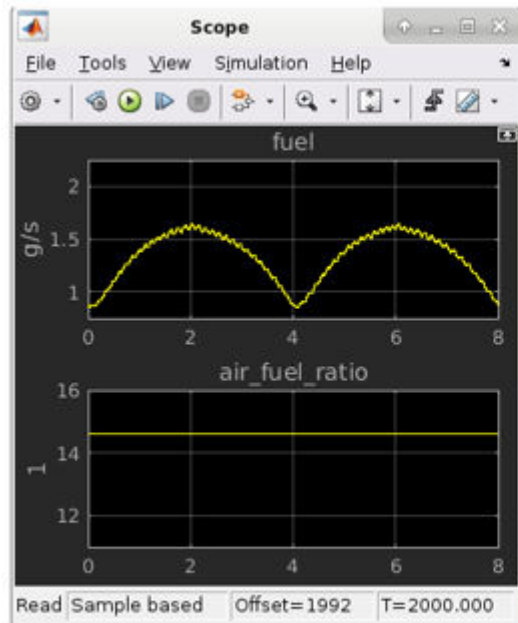 Scope
File Tools View Simulation Help
fuel
g/s
2
1.5
1
0 2 4 6 8
air_fuel_ratio
1
16
14
12
0 2 4 6 8
Read Sample based Offset=1992 T=2000.000